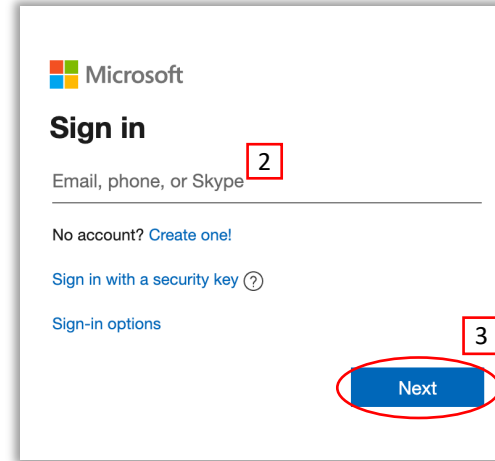 Microsoft
Sign in
2
Email, phone, or Skype
No account? Create one!
Sign in with a security key ?
Sign-in options
3
Next